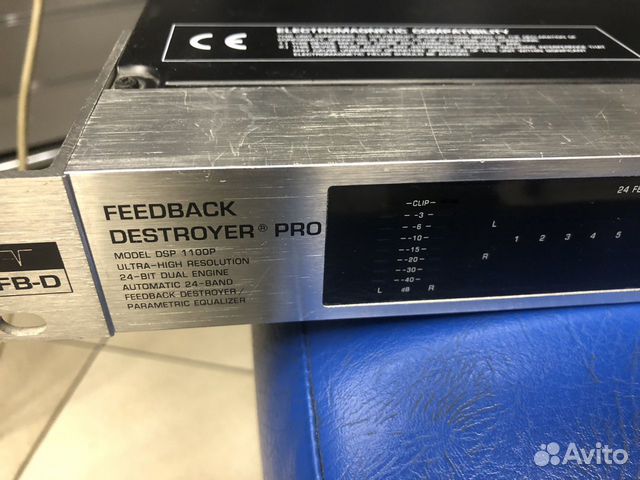 CE ELECTROMAGNETIC COMPATIBILITY
FEEDBACK
DESTROYER® PRO
MODEL DSP 1100P
ULTRA-HIGH RESOLUTION
24-BIT DUAL ENGINE
AUTOMATIC 24-BAND
FEEDBACK DESTROYER/
PARAMETRIC EQUALIZER
FB-D
–CLIP–
--3
--6
--10
--15
--20
--30
--40
L dB R
24 FE
L
1 2 3 4 5
R
Avito